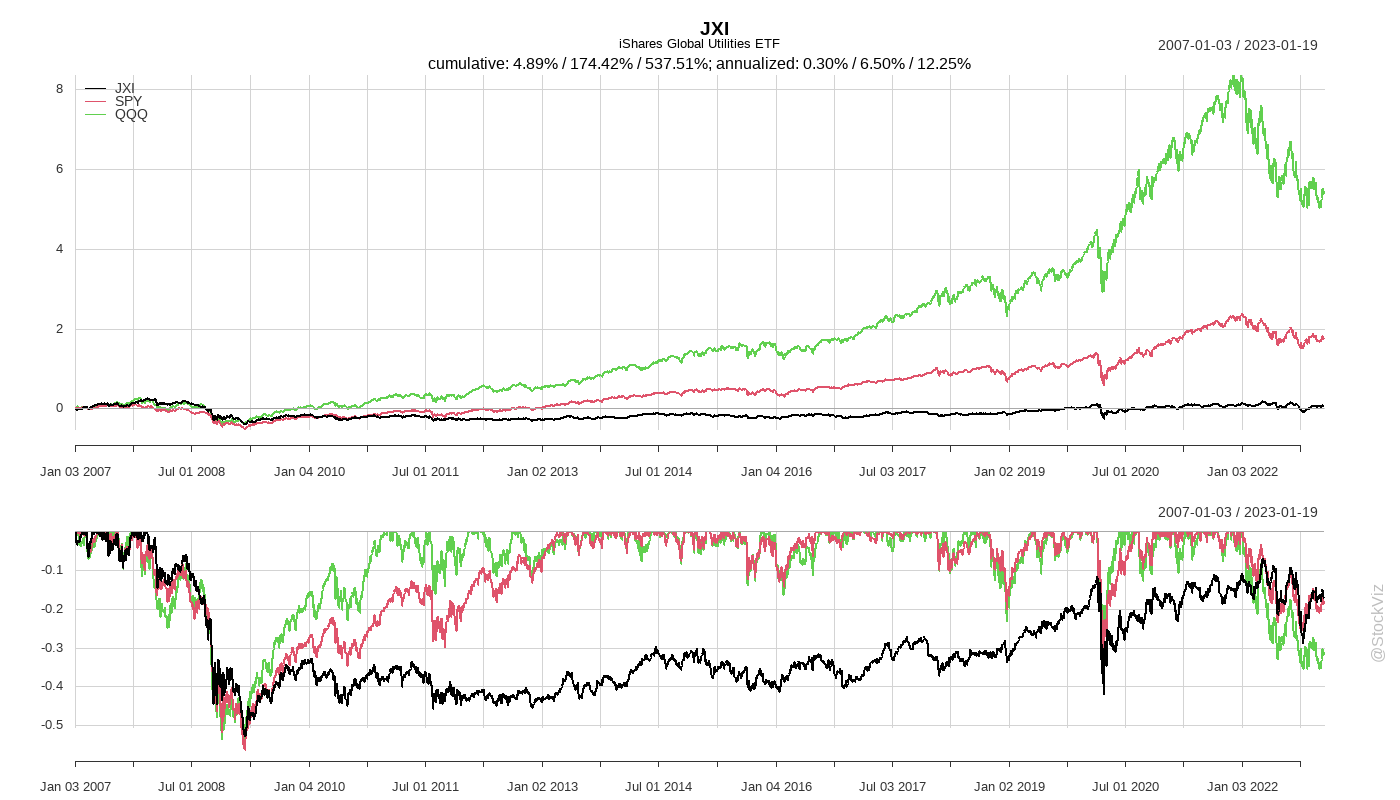 JXI
iShares Global Utilities ETF
2007-01-03 / 2023-01-19
cumulative: 4.89% / 174.42% / 537.51%; annualized: 0.30% / 6.50% / 12.25%
JXI
SPY
QQQ
8
6
4
2
0
Jan 03 2007 Jul 01 2008 Jan 04 2010 Jul 01 2011 Jan 02 2013 Jul 01 2014 Jan 04 2016 Jul 03 2017 Jan 02 2019 Jul 01 2020 Jan 03 2022
2007-01-03 / 2023-01-19
-0.1
-0.2
-0.3
-0.4
-0.5
Jan 03 2007 Jul 01 2008 Jan 04 2010 Jul 01 2011 Jan 02 2013 Jul 01 2014 Jan 04 2016 Jul 03 2017 Jan 02 2019 Jul 01 2020 Jan 03 2022
@StockViz